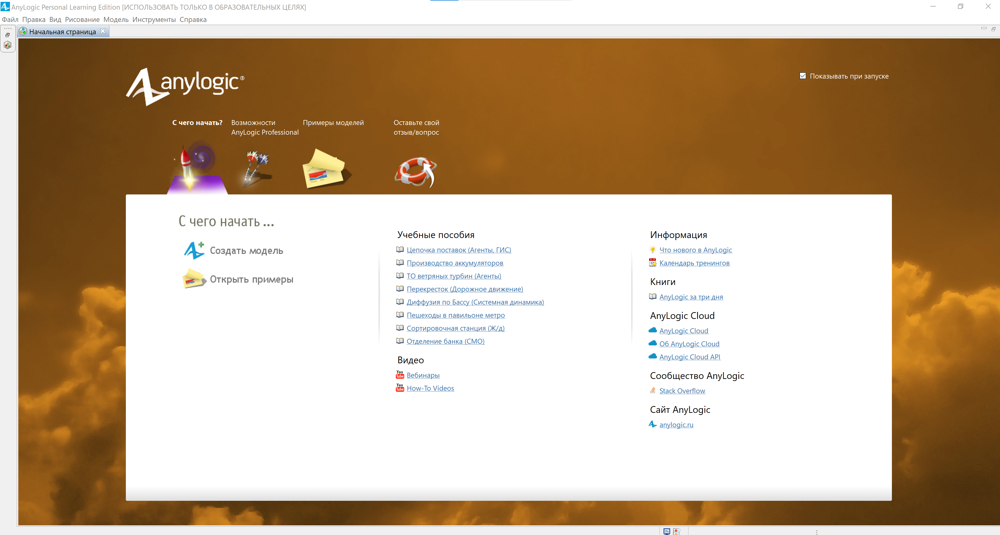 AnyLogic Personal Learning Edition [ИСПОЛЬЗОВАТЬ ТОЛЬКО В ОБРАЗОВАТЕЛЬНЫХ ЦЕЛЯХ]
Файл Правка Вид Рисование Модель Инструменты Справка
Начальная страница
anylogic®
Показывать при запуске
С чего начать?
Возможности
AnyLogic Professional
Примеры моделей
Оставьте свой
отзыв/вопрос
С чего начать ...
Создать модель
Открыть примеры
Учебные пособия
Цепочка поставок (Агенты, ГИС)
Производство аккумуляторов
ТО ветряных турбин (Агенты)
Перекресток (Дорожное движение)
Диффузия по Бассу (Системная динамика)
Пешеходы в павильоне метро
Сортировочная станция (Ж/д)
Отделение банка (СМО)
Видео
You Tube Вебинары
You Tube How-To Videos
Информация
Что нового в AnyLogic
12 Календарь тренингов
Книги
AnyLogic за три дня
AnyLogic Cloud
AnyLogic Cloud
Об AnyLogic Cloud
AnyLogic Cloud API
Сообщество AnyLogic
Stack Overflow
Сайт AnyLogic
anylogic.ru